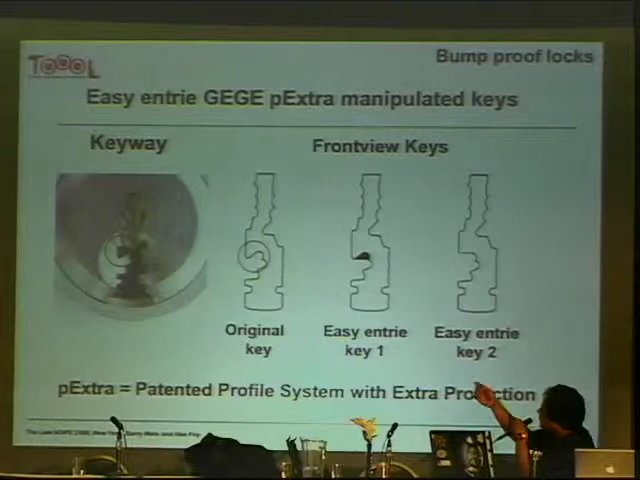 TOOOL
Bump proof locks
Easy entrie GEGE pExtra manipulated keys
Keyway
Frontview Keys
Original key
Easy entrie key 1
Easy entrie key 2
pExtra = Patented Profile System with Extra Protection